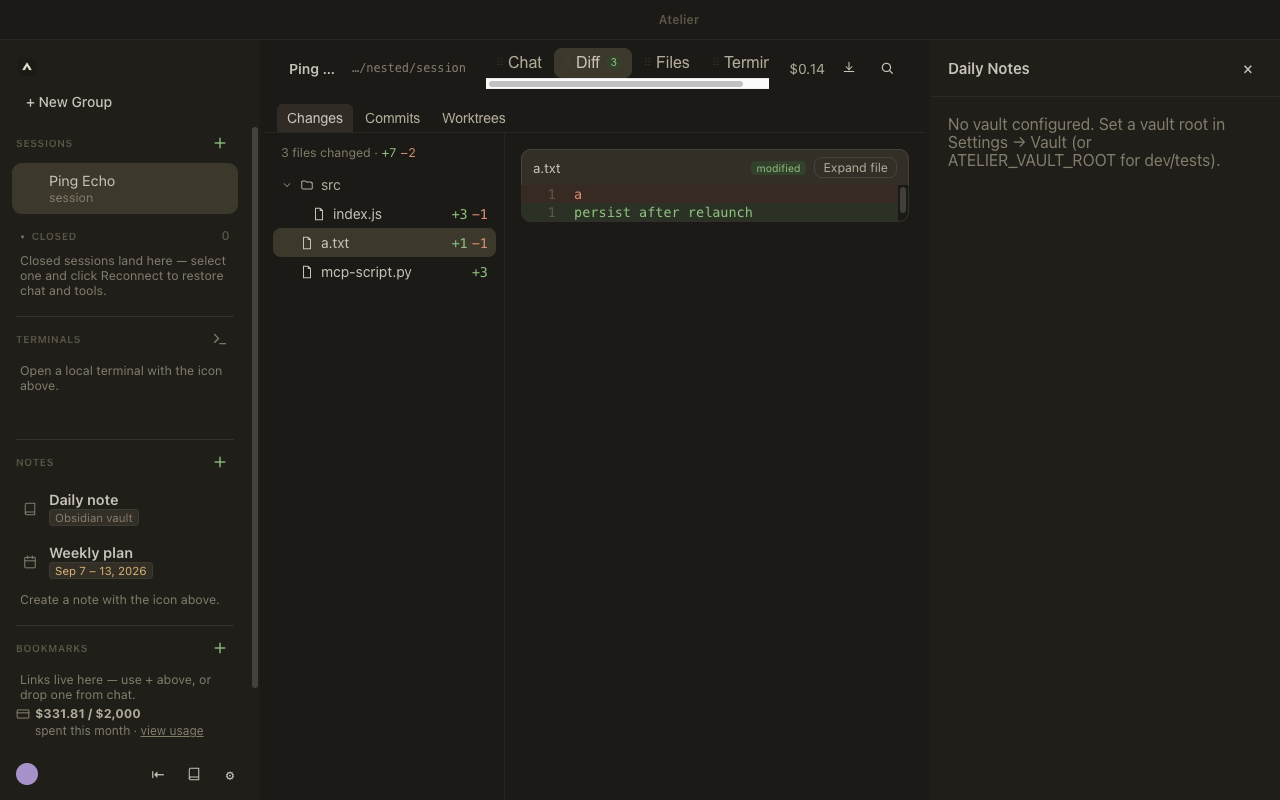 Atelier
+ New Group
SESSIONS
Ping Echo
session
CLOSED 0
Closed sessions land here — select
one and click Reconnect to restore
chat and tools.
TERMINALS
Open a local terminal with the icon
above.
NOTES
Daily note
Obsidian vault
Weekly plan
Sep 7 – 13, 2026
Create a note with the icon above.
BOOKMARKS
Links live here — use + above, or
drop one from chat.
$331.81 / $2,000
spent this month · view usage
Ping ... …/nested/session
Chat Diff 3 Files Termir
$0.14
Changes Commits Worktrees
3 files changed · +7 −2
src
index.js +3 −1
a.txt +1 −1
mcp-script.py +3
a.txt modified Expand file
1 a
1 persist after relaunch
Daily Notes ×
No vault configured. Set a vault root in
Settings → Vault (or
ATELIER_VAULT_ROOT for dev/tests).